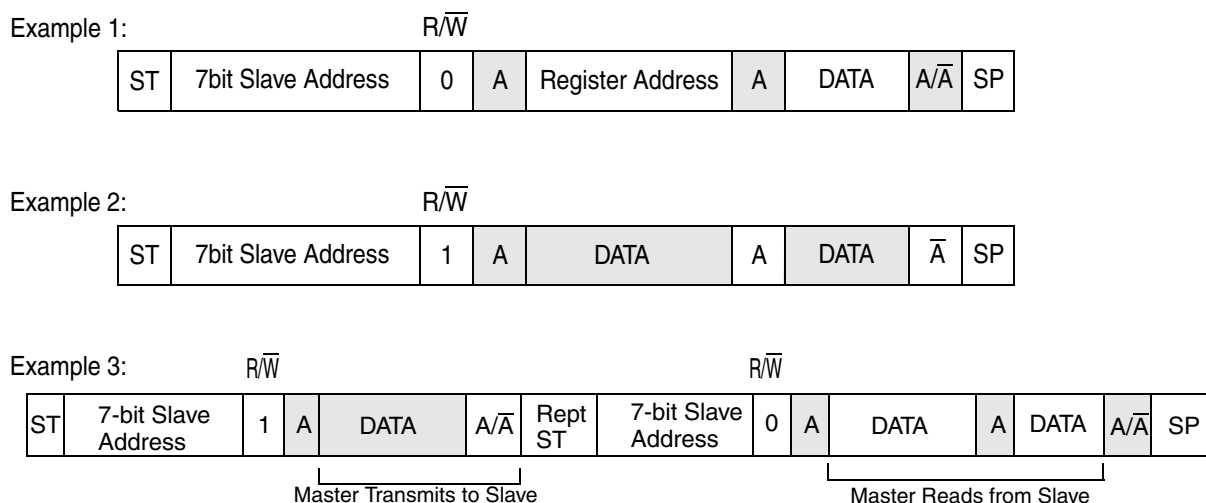 Example 1:
R/W̅
ST 7bit Slave Address 0 A Register Address A DATA A/A̅ SP
Example 2:
R/W̅
ST 7bit Slave Address 1 A DATA A DATA A̅ SP
Example 3:
R/W̅ R/W̅
ST 7-bit Slave Address 1 A DATA A/A̅ Rept ST 7-bit Slave Address 0 A DATA A DATA A/A̅ SP
Master Transmits to Slave Master Reads from Slave